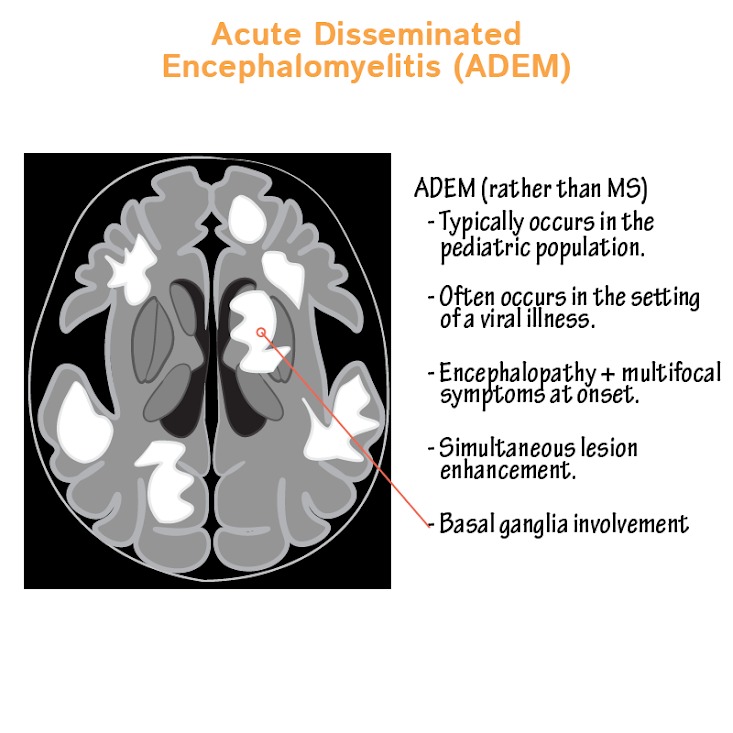 Acute Disseminated
Encephalomyelitis (ADEM)
ADEM (rather than MS)
- Typically occurs in the
pediatric population.
- Often occurs in the setting
of a viral illness.
- Encephalopathy + multifocal
symptoms at onset.
- Simultaneous lesion
enhancement.
- Basal ganglia involvement